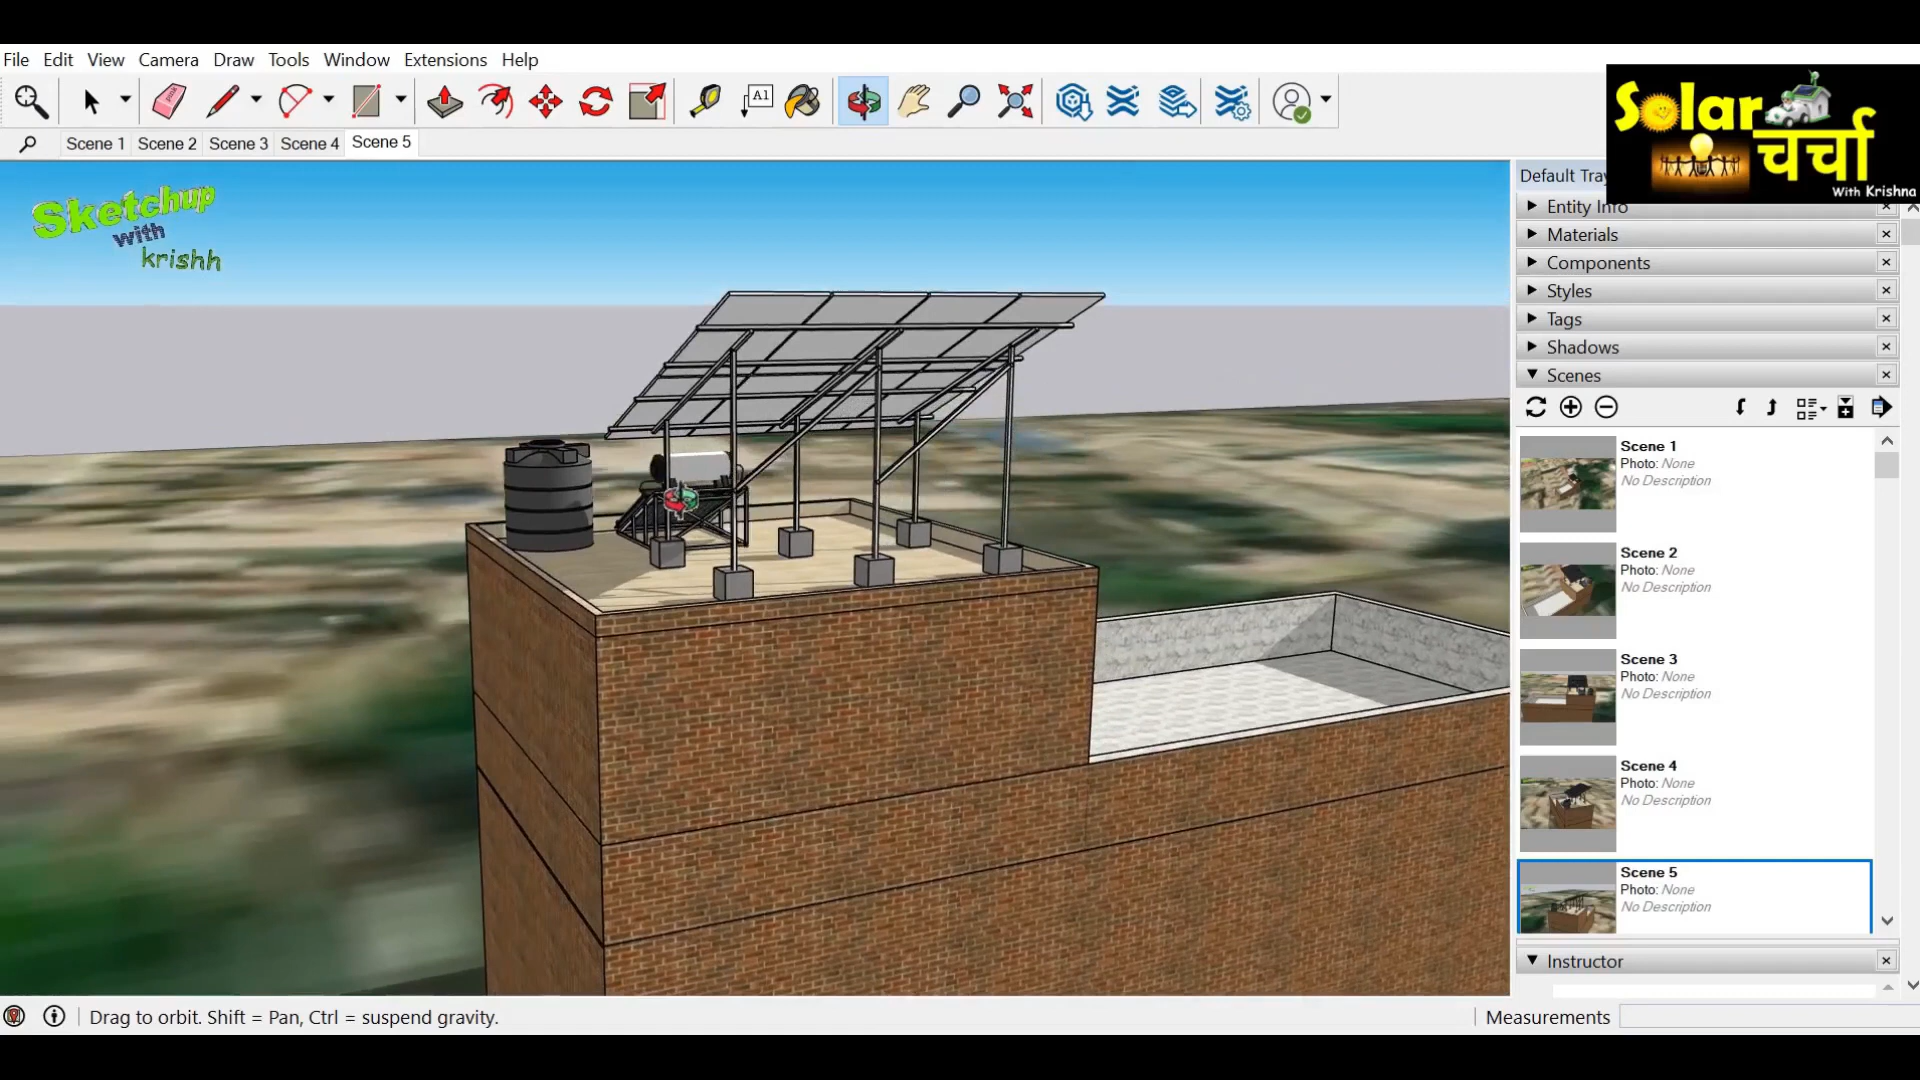 File Edit View Camera Draw Tools Window Extensions Help
A1
Scene 1 Scene 2 Scene 3 Scene 4 Scene 5
Solar
चर्चा
With Krishna
Sketchup
with
krishh
Default Tray
Entity Info
Materials
Components
Styles
Tags
Shadows
Scenes
Scene 1
Photo: None
No Description
Scene 2
Photo: None
No Description
Scene 3
Photo: None
No Description
Scene 4
Photo: None
No Description
Scene 5
Photo: None
No Description
Instructor
Drag to orbit. Shift = Pan, Ctrl = suspend gravity.
Measurements